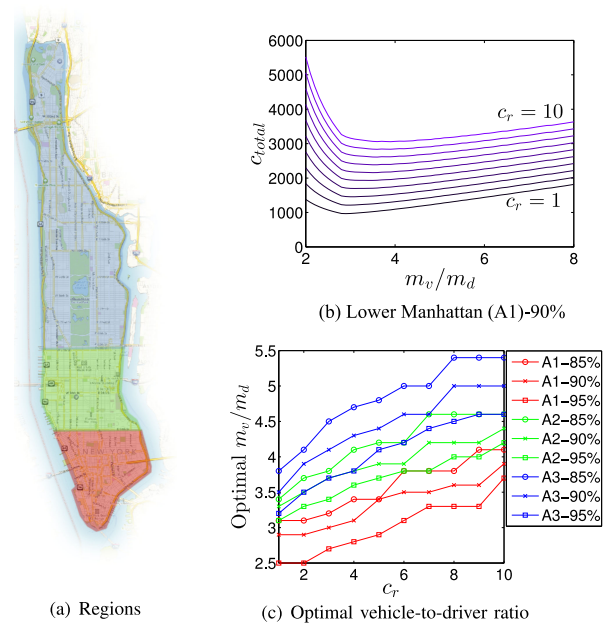 NEW YORK
(a) Regions
6000
5000
4000
3000
2000
1000
0
c_total
c_r = 10
c_r = 1
2 4 6 8
m_v/m_d
(b) Lower Manhattan (A1)-90%
5.5
5
4.5
4
3.5
3
2.5
Optimal m_v/m_d
2 4 6 8 10
c_r
A1−85%
A1−90%
A1−95%
A2−85%
A2−90%
A2−95%
A3−85%
A3−90%
A3−95%
(c) Optimal vehicle-to-driver ratio